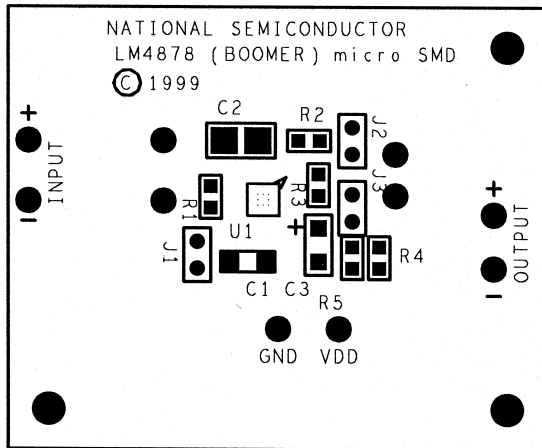 NATIONAL SEMICONDUCTOR
LM4878 (BOOMER) micro SMD
© 1999
C2
R2
J2
+
INPUT
−
R1
R3
J3
U1
+
J1
C1
C3
R4
R5
+
OUTPUT
−
GND
VDD